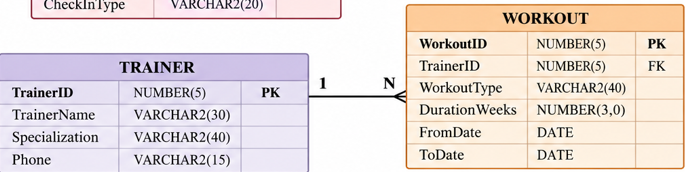 CheckInType VARCHAR2(20)
TRAINER
TrainerID NUMBER(5) PK
TrainerName VARCHAR2(30)
Specialization VARCHAR2(40)
Phone VARCHAR2(15)
1 N
WORKOUT
WorkoutID NUMBER(5) PK
TrainerID NUMBER(5) FK
WorkoutType VARCHAR2(40)
DurationWeeks NUMBER(3,0)
FromDate DATE
ToDate DATE